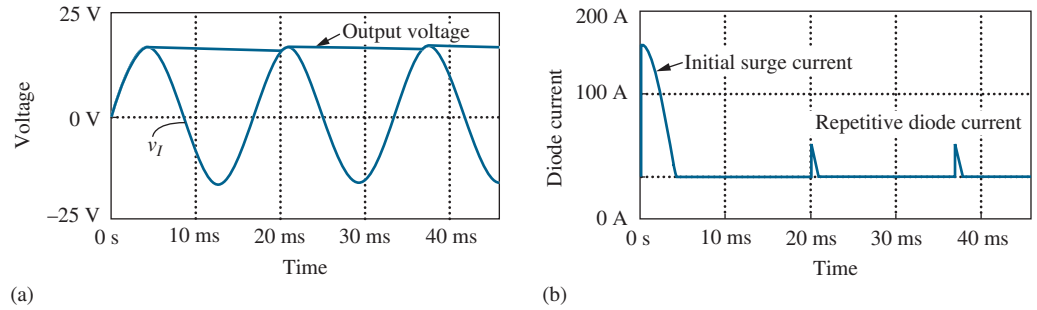 25 V
Output voltage
Voltage
0 V
vI
–25 V
0 s
10 ms
20 ms
30 ms
40 ms
Time
(a)
200 A
Initial surge current
Diode current
100 A
Repetitive diode current
0 A
0 s
10 ms
20 ms
30 ms
40 ms
Time
(b)